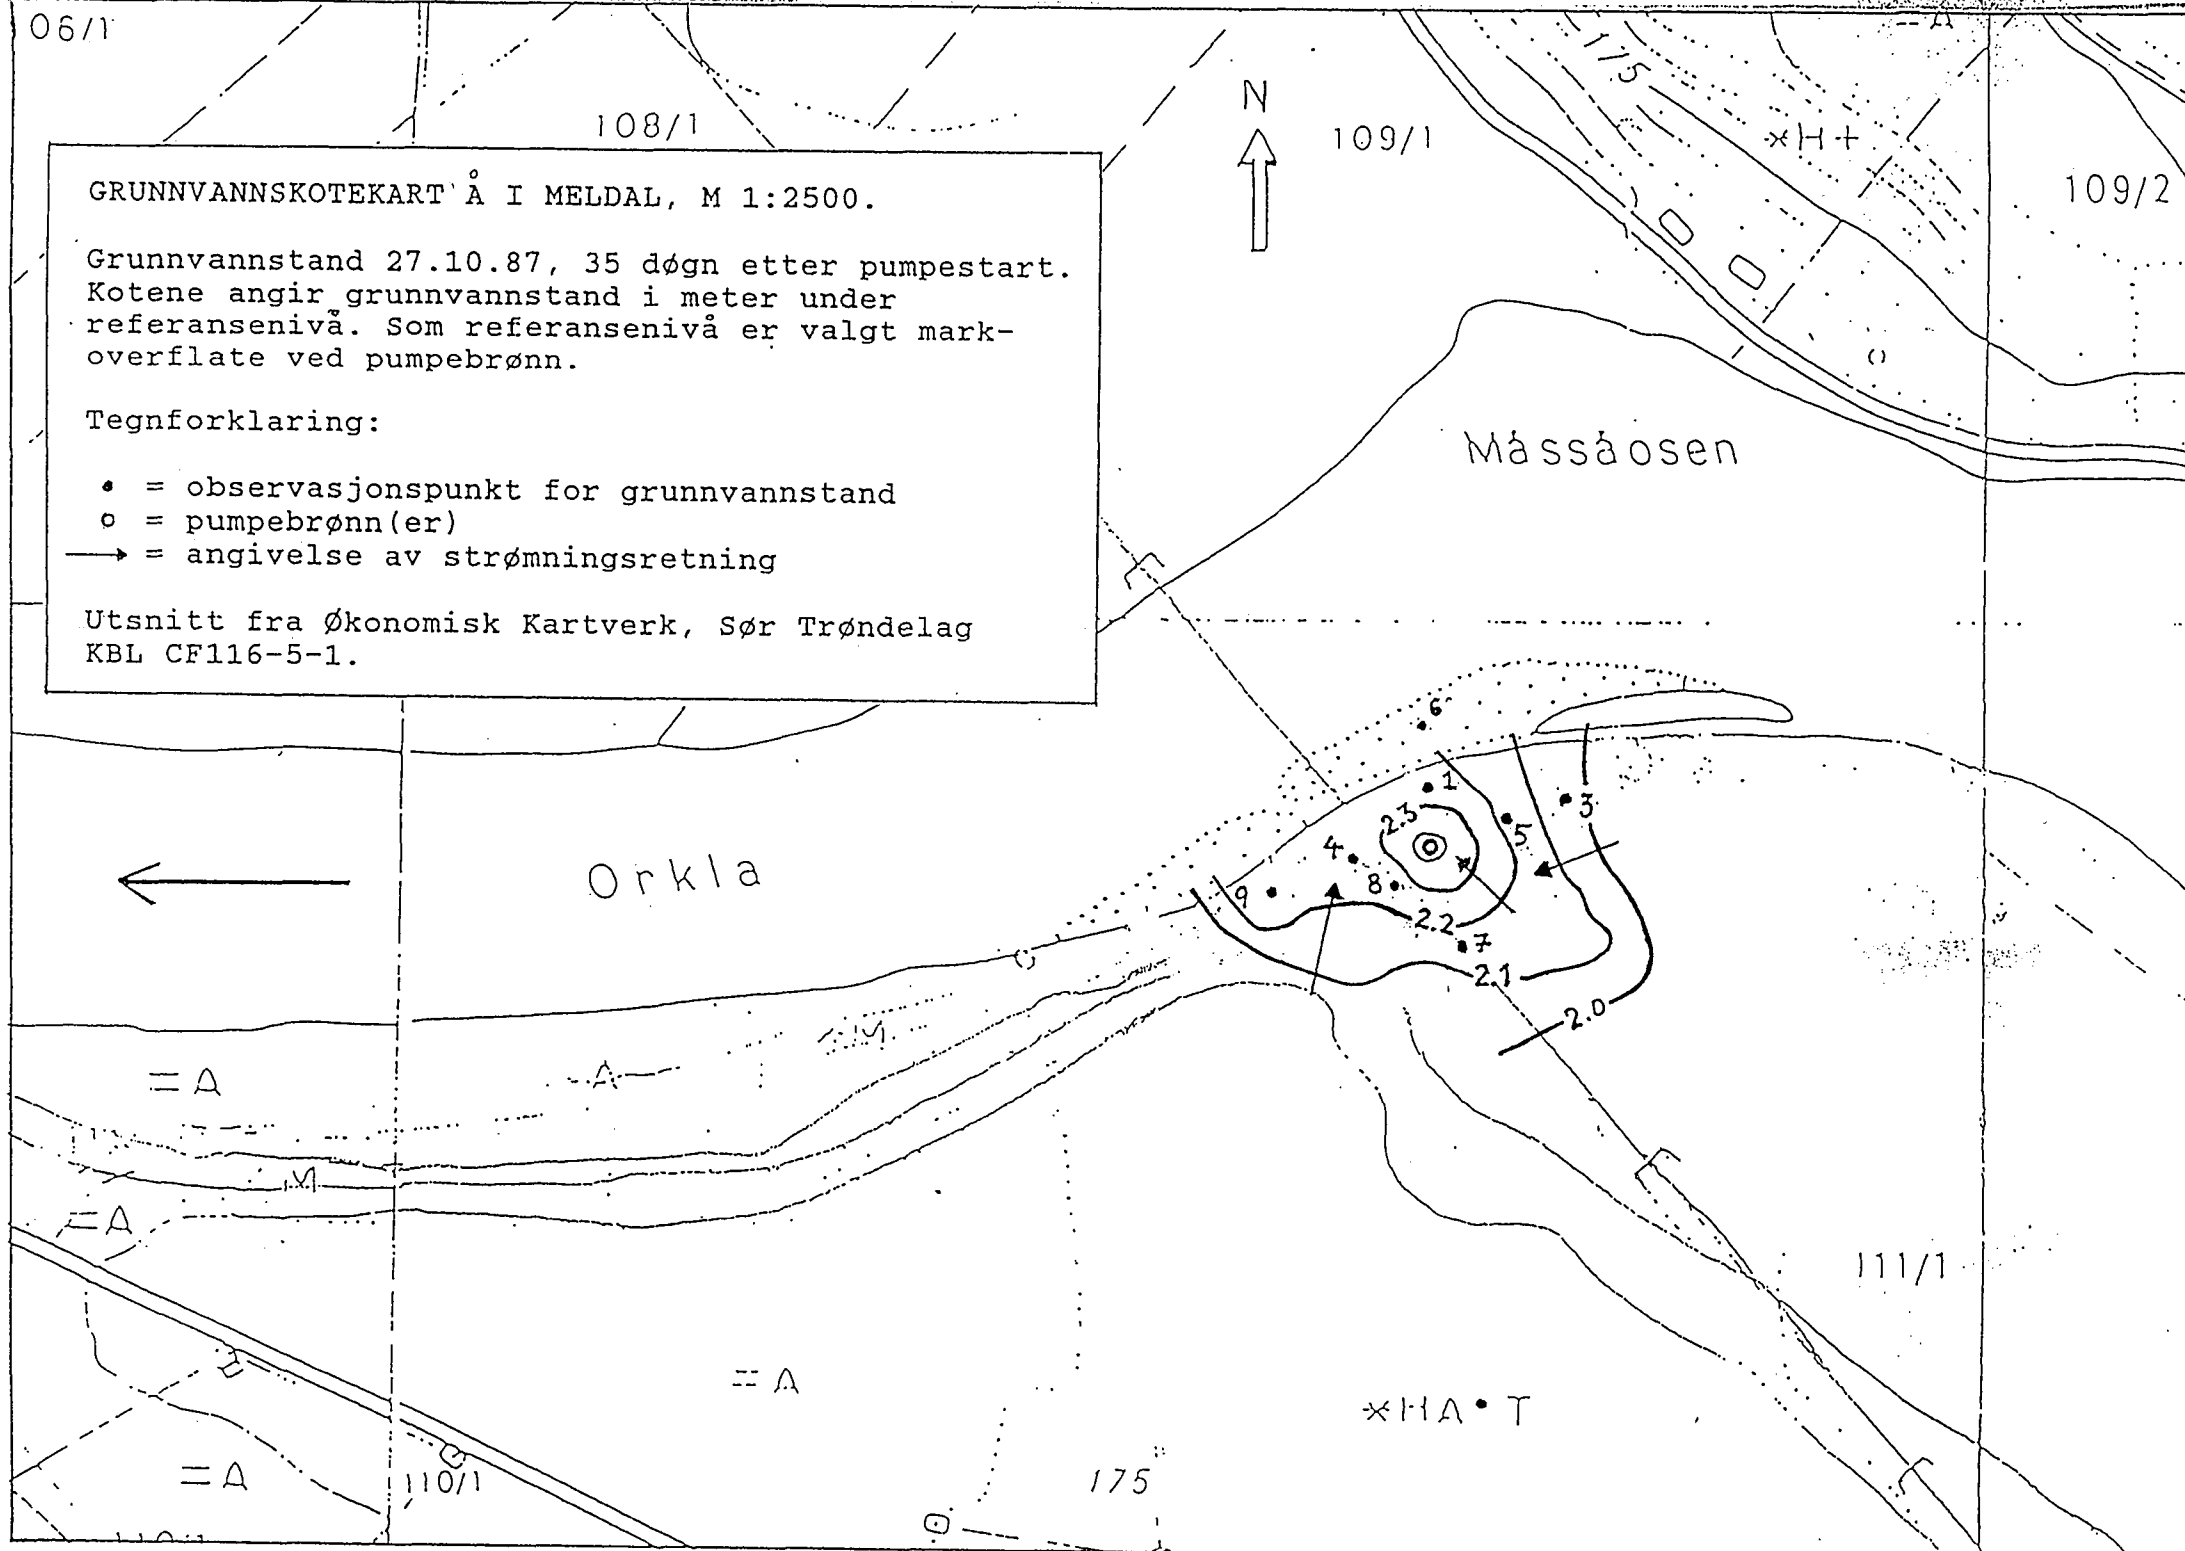 06/1
108/1
N
109/1
175
109/2
A
*H+
GRUNNVANNSKOTEKART Å I MELDAL, M 1:2500.
Grunnvannstand 27.10.87, 35 døgn etter pumpestart.
Kotene angir grunnvannstand i meter under
referansenivå. Som referansenivå er valgt mark-
overflate ved pumpebrønn.
Tegnforklaring:
• = observasjonspunkt for grunnvannstand
o = pumpebrønn(er)
→ = angivelse av strømningsretning
Utsnitt fra Økonomisk Kartverk, Sør Trøndelag
KBL CF116-5-1.
Måssåosen
6
1
3
2.3
5
4
8
9
2.2
7
2.1
2.0
Orkla
= A
A
M
M
= A
111/1
= A
*HA•T
= A
110/1
175